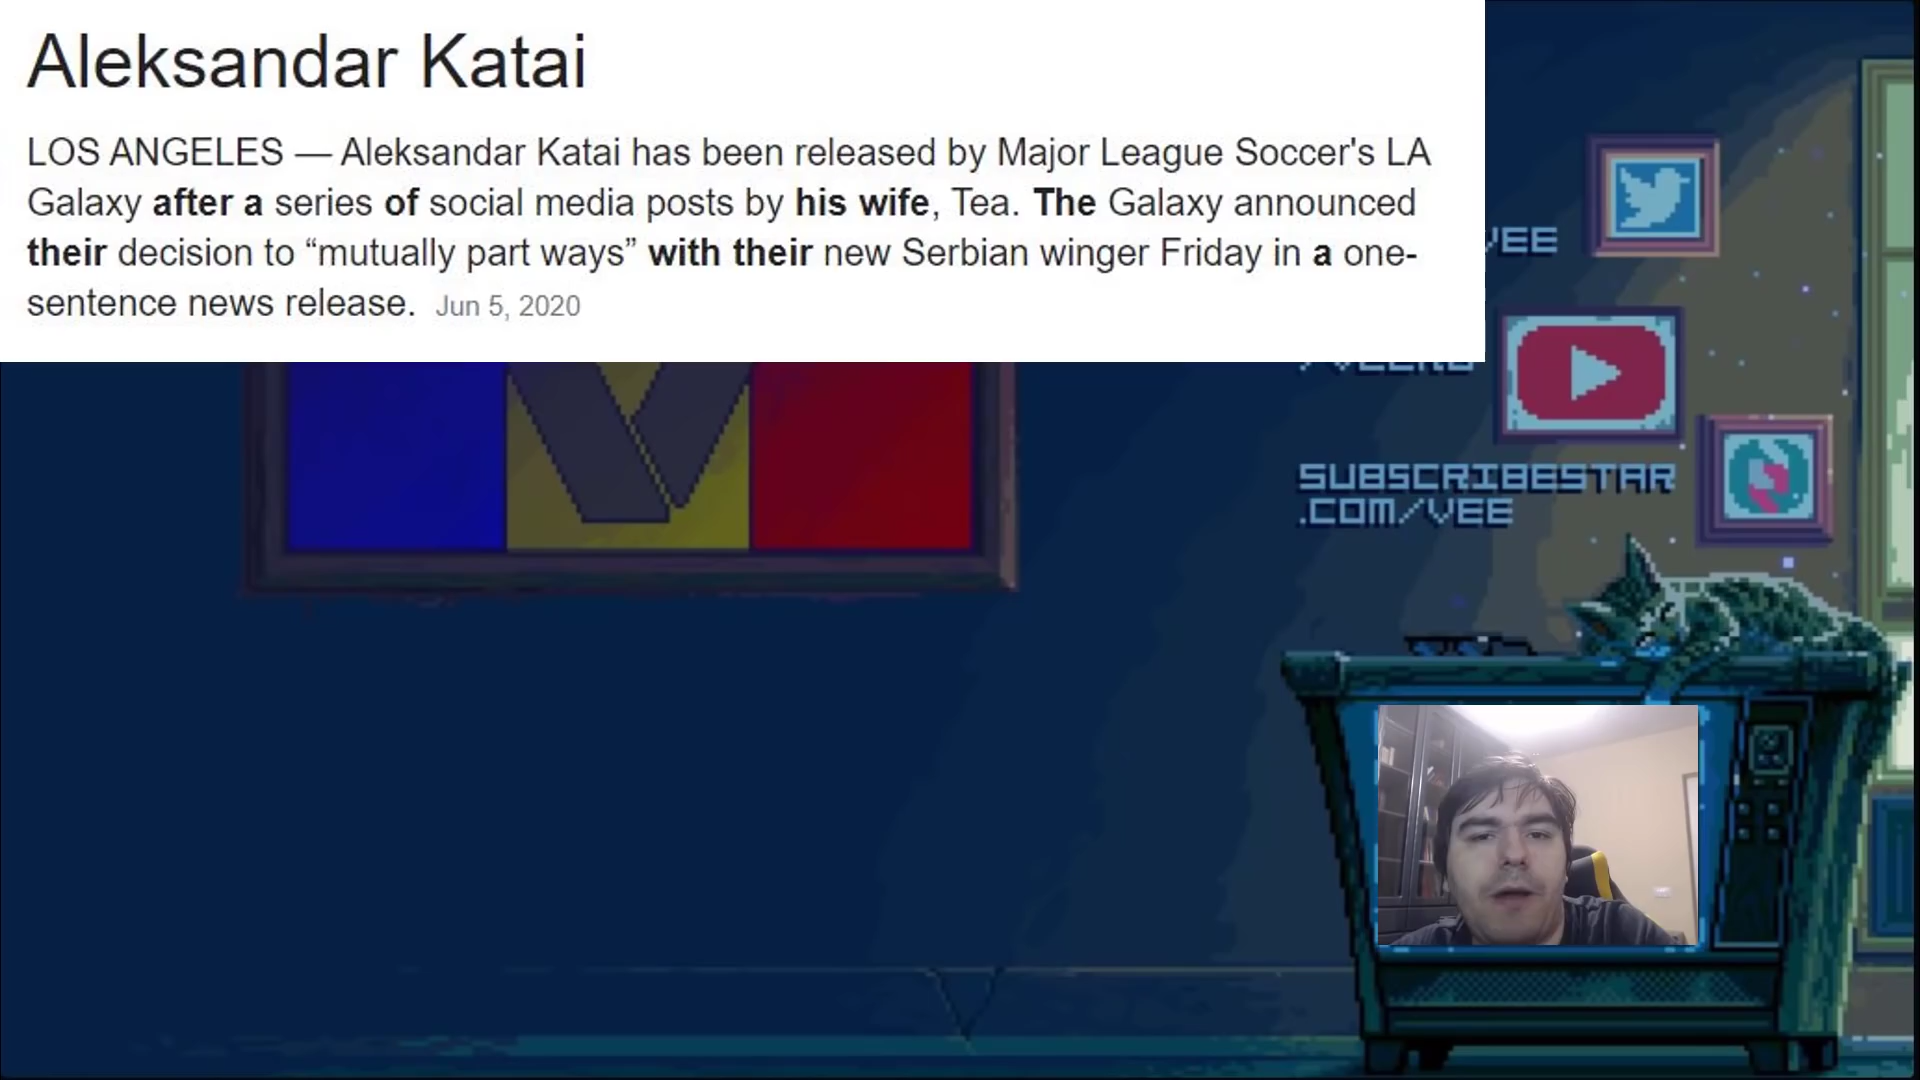 Aleksandar Katai
LOS ANGELES — Aleksandar Katai has been released by Major League Soccer's LA
Galaxy after a series of social media posts by his wife, Tea. The Galaxy announced
their decision to “mutually part ways” with their new Serbian winger Friday in a one-
sentence news release. Jun 5, 2020
VEE
SUBSCRIBESTAR
.COM/VEE